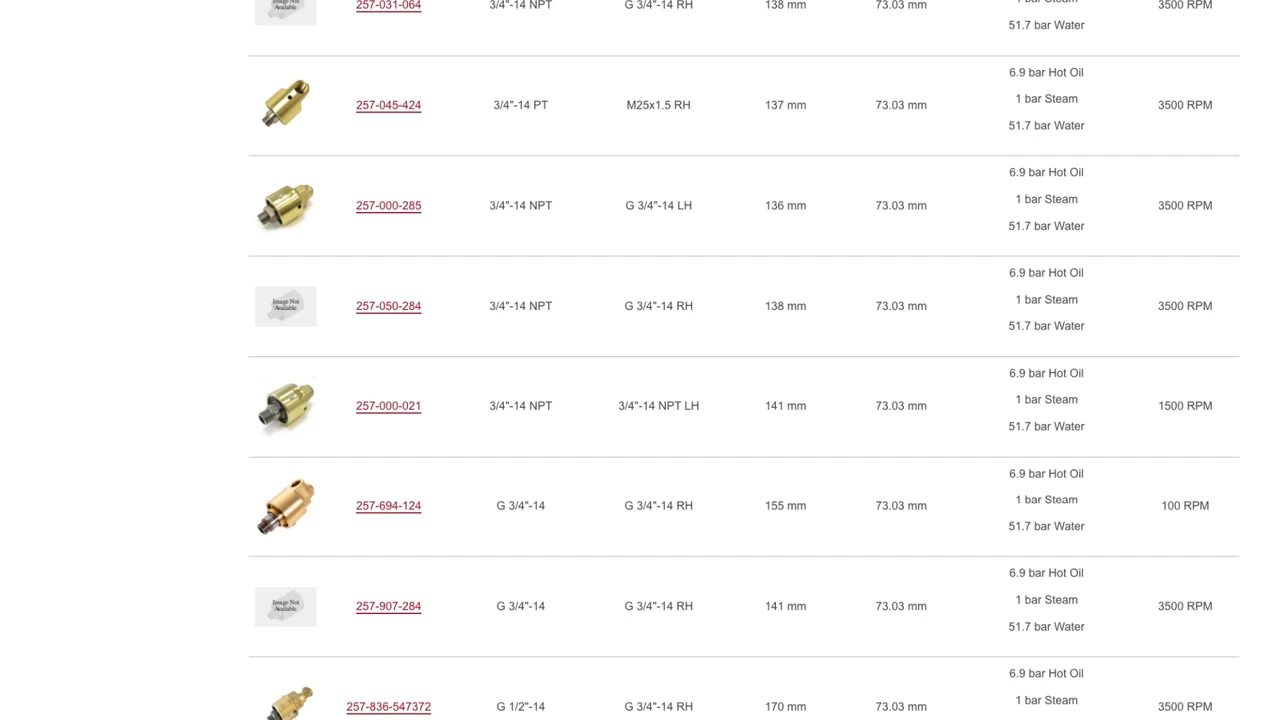 Not
Available
257-031-064 3/4"-14 NPT G 3/4"-14 RH 138 mm 73.03 mm 3500 RPM
51.7 bar Water
6.9 bar Hot Oil
257-045-424 3/4"-14 PT M25x1.5 RH 137 mm 73.03 mm 1 bar Steam 3500 RPM
51.7 bar Water
6.9 bar Hot Oil
257-000-285 3/4"-14 NPT G 3/4"-14 LH 136 mm 73.03 mm 1 bar Steam 3500 RPM
51.7 bar Water
6.9 bar Hot Oil
Image Not
Available
257-050-284 3/4"-14 NPT G 3/4"-14 RH 138 mm 73.03 mm 1 bar Steam 3500 RPM
51.7 bar Water
6.9 bar Hot Oil
257-000-021 3/4"-14 NPT 3/4"-14 NPT LH 141 mm 73.03 mm 1 bar Steam 1500 RPM
51.7 bar Water
6.9 bar Hot Oil
257-694-124 G 3/4"-14 G 3/4"-14 RH 155 mm 73.03 mm 1 bar Steam 100 RPM
51.7 bar Water
6.9 bar Hot Oil
Image Not
Available
257-907-284 G 3/4"-14 G 3/4"-14 RH 141 mm 73.03 mm 1 bar Steam 3500 RPM
51.7 bar Water
6.9 bar Hot Oil
257-836-547372 G 1/2"-14 G 3/4"-14 RH 170 mm 73.03 mm 1 bar Steam 3500 RPM